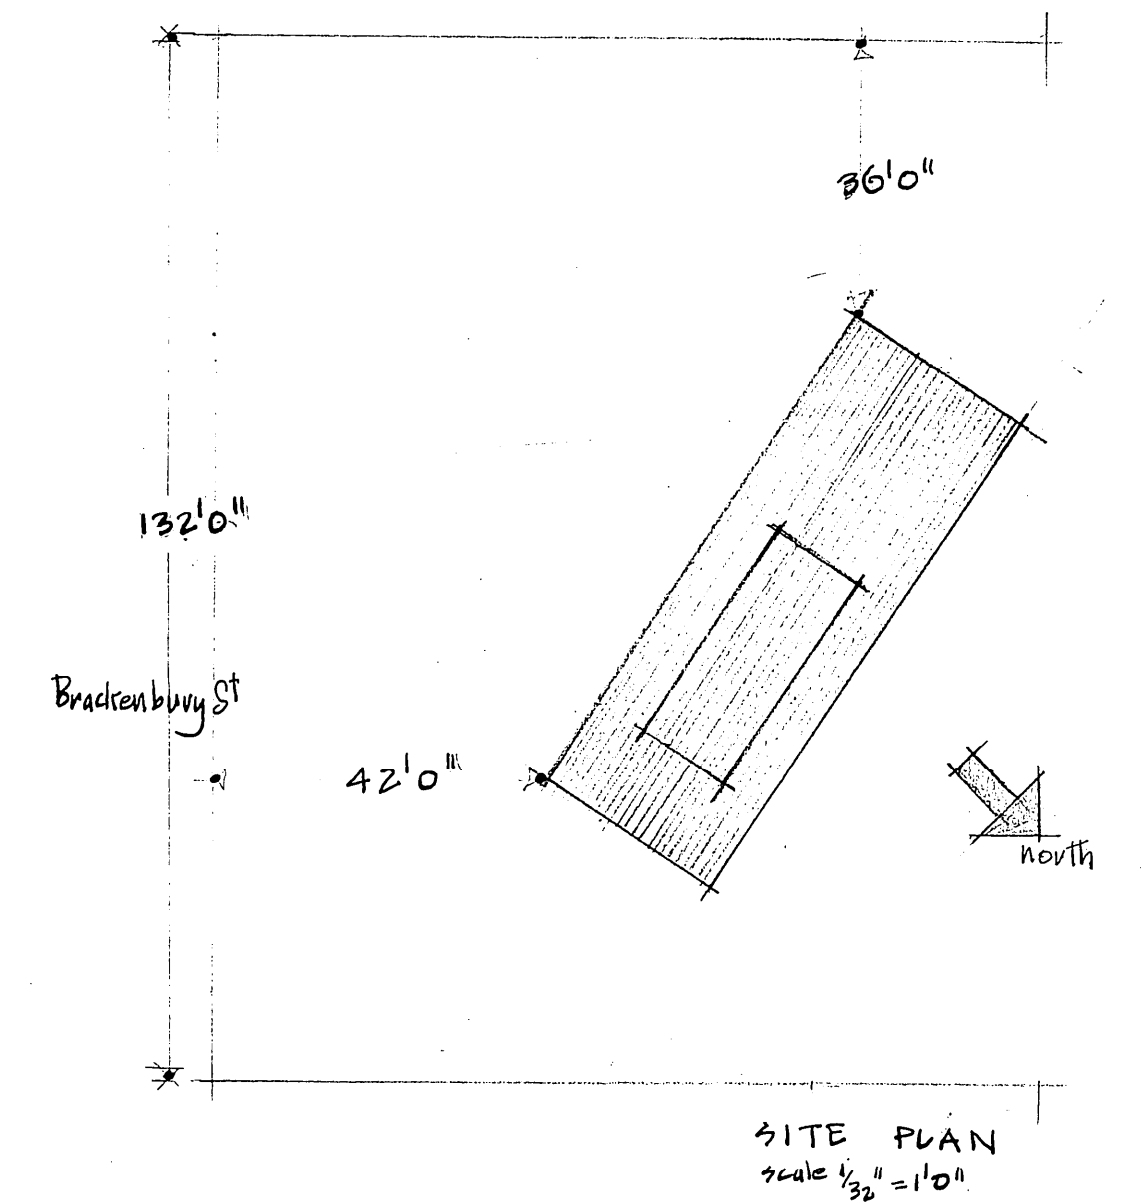 36'0"
132'0"
Brackenbury St
42'0"
north
SITE PLAN
scale 1/32" = 1'0"